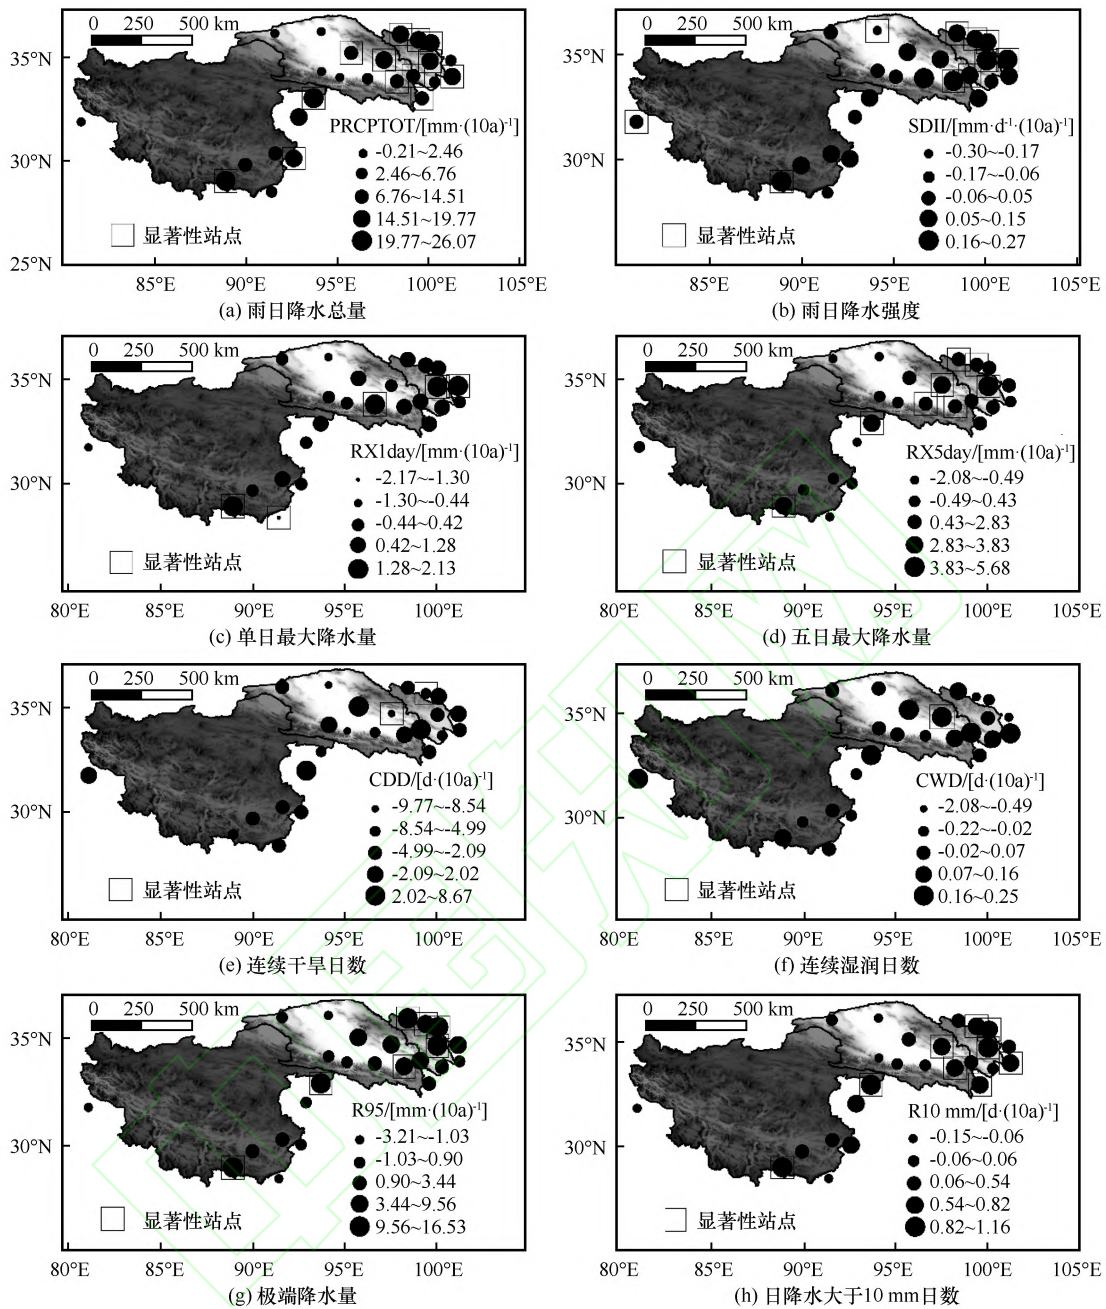 0 250 500 km
35°N
30°N
25°N
PRCPTOT/[mm·(10a)⁻¹]
-0.21~2.46
2.46~6.76
6.76~14.51
14.51~19.77
19.77~26.07
显著性站点
85°E 90°E 95°E 100°E 105°E
(a) 雨日降水总量
0 250 500 km
35°N
30°N
SDII/[mm·d⁻¹·(10a)⁻¹]
-0.30~-0.17
-0.17~-0.06
-0.06~0.05
0.05~0.15
0.16~0.27
显著性站点
85°E 90°E 95°E 100°E 105°E
(b) 雨日降水强度
0 250 500 km
35°N
30°N
RX1day/[mm·(10a)⁻¹]
-2.17~-1.30
-1.30~-0.44
-0.44~0.42
0.42~1.28
1.28~2.13
显著性站点
80°E 85°E 90°E 95°E 100°E
(c) 单日最大降水量
0 250 500 km
35°N
30°N
RX5day/[mm·(10a)⁻¹]
-2.08~-0.49
-0.49~0.43
0.43~2.83
2.83~3.83
3.83~5.68
显著性站点
80°E 85°E 90°E 95°E 100°E 105°E
(d) 五日最大降水量
0 250 500 km
35°N
30°N
CDD/[d·(10a)⁻¹]
-9.77~-8.54
-8.54~-4.99
-4.99~-2.09
-2.09~2.02
2.02~8.67
显著性站点
80°E 85°E 90°E 95°E 100°E
(e) 连续干旱日数
0 250 500 km
35°N
30°N
CWD/[d·(10a)⁻¹]
-2.08~-0.49
-0.22~-0.02
-0.02~0.07
0.07~0.16
0.16~0.25
显著性站点
80°E 85°E 90°E 95°E 100°E 105°E
(f) 连续湿润日数
0 250 500 km
35°N
30°N
R95/[mm·(10a)⁻¹]
-3.21~-1.03
-1.03~0.90
0.90~3.44
3.44~9.56
9.56~16.53
显著性站点
80°E 85°E 90°E 95°E 100°E
(g) 极端降水量
0 250 500 km
35°N
30°N
R10 mm/[d·(10a)⁻¹]
-0.15~-0.06
-0.06~0.06
0.06~0.54
0.54~0.82
0.82~1.16
显著性站点
85°E 90°E 95°E 100°E 105°E
(h) 日降水大于10 mm日数